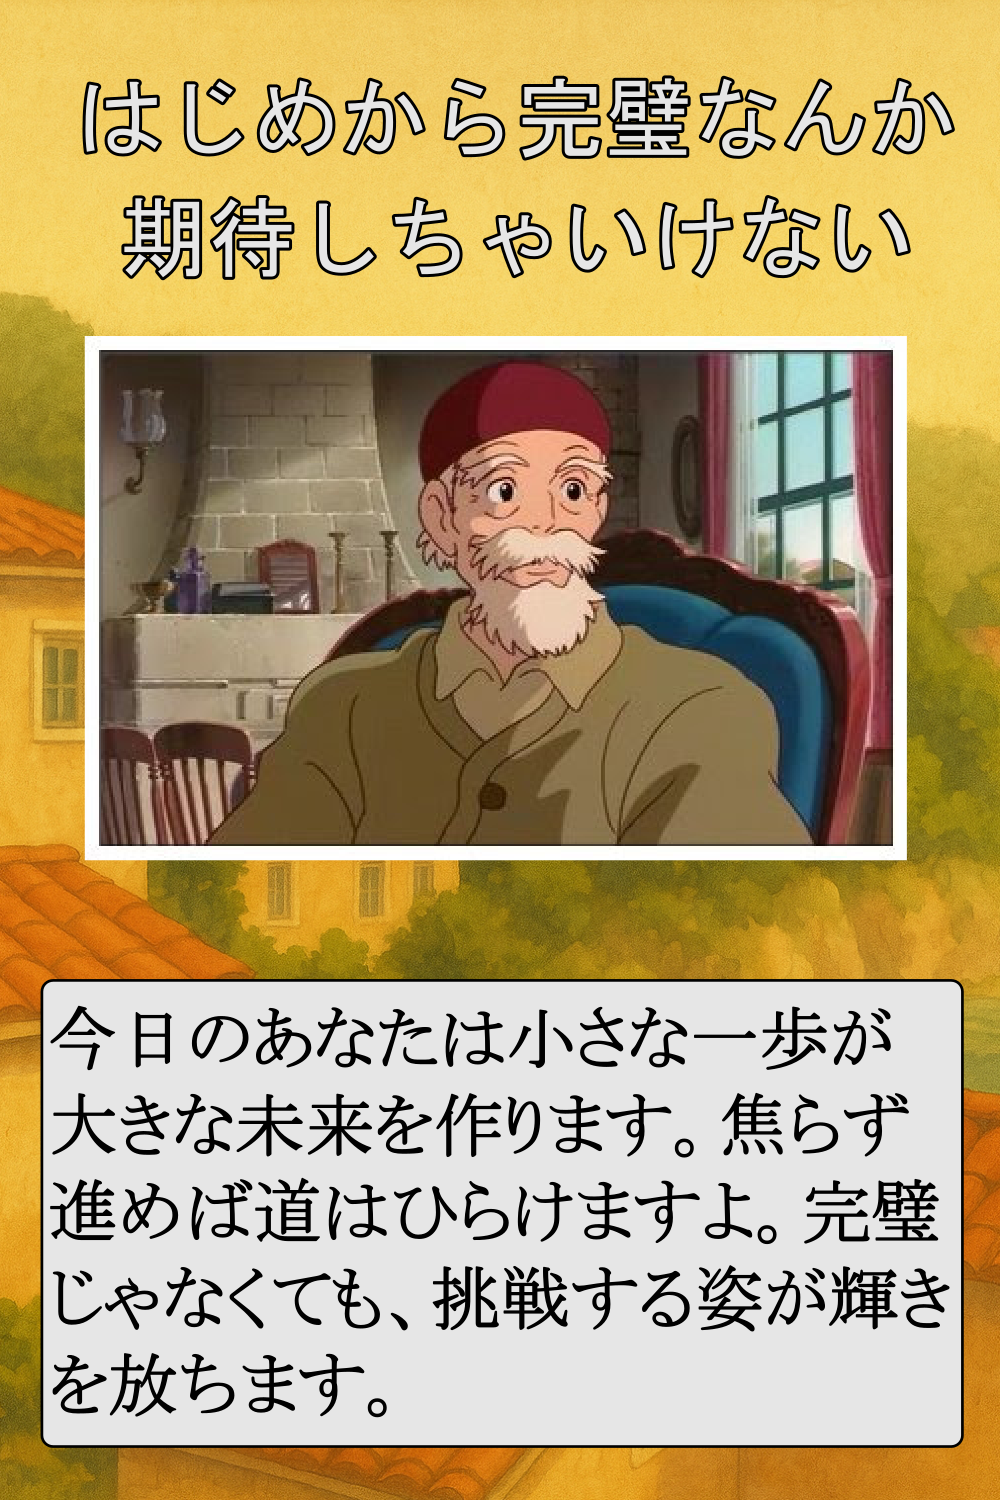 はじめから完璧なんか
期待しちゃいけない
今日のあなたは小さな一歩が
大きな未来を作ります。焦らず
進めば道はひらけますよ。完璧
じゃなくても、挑戦する姿が輝き
を放ちます。